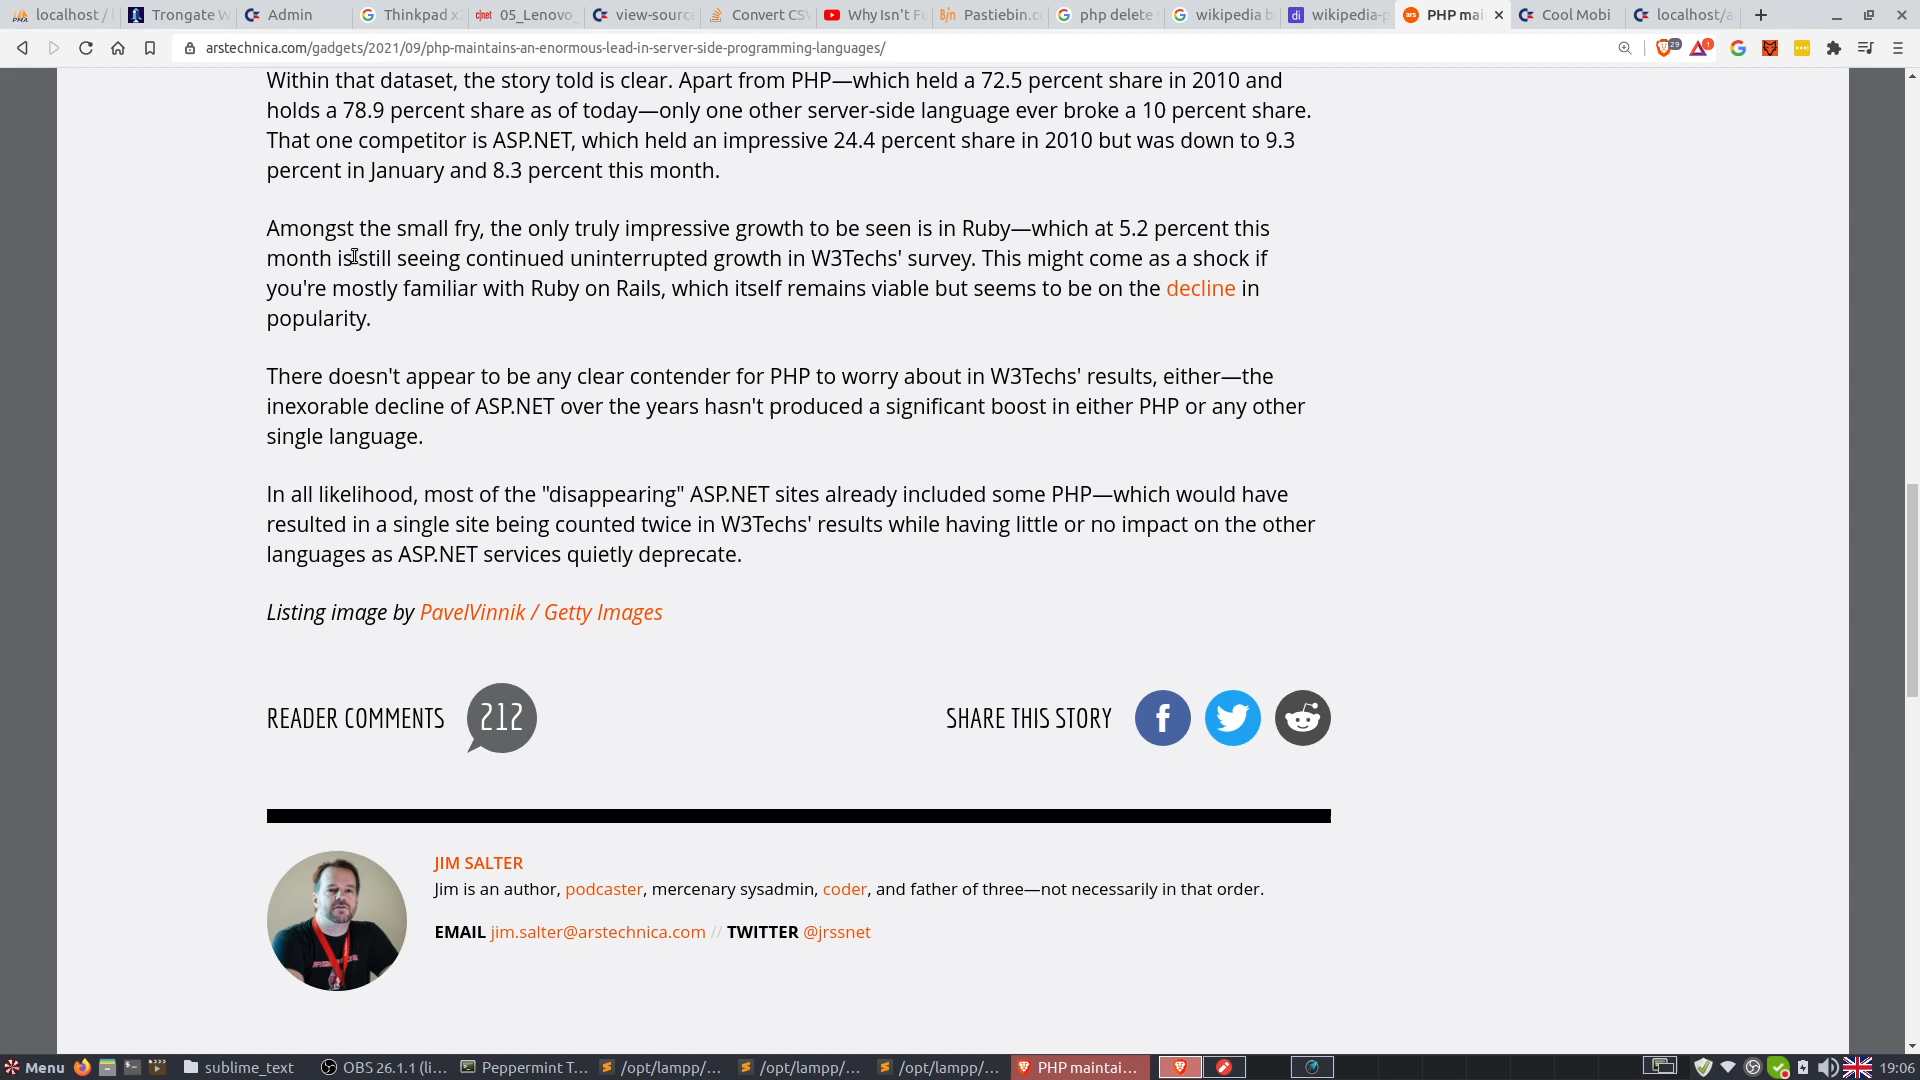 localhost / l
Trongate W
Admin
Thinkpad x
05_Lenovo_
view-sourc
Convert CSV
Why Isn't Fu
Pastiebin.co
php delete
wikipedia b
wikipedia-p
PHP mai
Cool Mobi
localhost/a
arstechnica.com/gadgets/2021/09/php-maintains-an-enormous-lead-in-server-side-programming-languages/
29
1
Within that dataset, the story told is clear. Apart from PHP—which held a 72.5 percent share in 2010 and
holds a 78.9 percent share as of today—only one other server-side language ever broke a 10 percent share.
That one competitor is ASP.NET, which held an impressive 24.4 percent share in 2010 but was down to 9.3
percent in January and 8.3 percent this month.
Amongst the small fry, the only truly impressive growth to be seen is in Ruby—which at 5.2 percent this
month is still seeing continued uninterrupted growth in W3Techs' survey. This might come as a shock if
you're mostly familiar with Ruby on Rails, which itself remains viable but seems to be on the decline in
popularity.
There doesn't appear to be any clear contender for PHP to worry about in W3Techs' results, either—the
inexorable decline of ASP.NET over the years hasn't produced a significant boost in either PHP or any other
single language.
In all likelihood, most of the "disappearing" ASP.NET sites already included some PHP—which would have
resulted in a single site being counted twice in W3Techs' results while having little or no impact on the other
languages as ASP.NET services quietly deprecate.
Listing image by PavelVinnik / Getty Images
READER COMMENTS 212
SHARE THIS STORY
JIM SALTER
Jim is an author, podcaster, mercenary sysadmin, coder, and father of three—not necessarily in that order.
EMAIL jim.salter@arstechnica.com // TWITTER @jrssnet
Menu
sublime_text
OBS 26.1.1 (li...
Peppermint T...
/opt/lampp/...
/opt/lampp/...
/opt/lampp/...
PHP maintai...
19:06